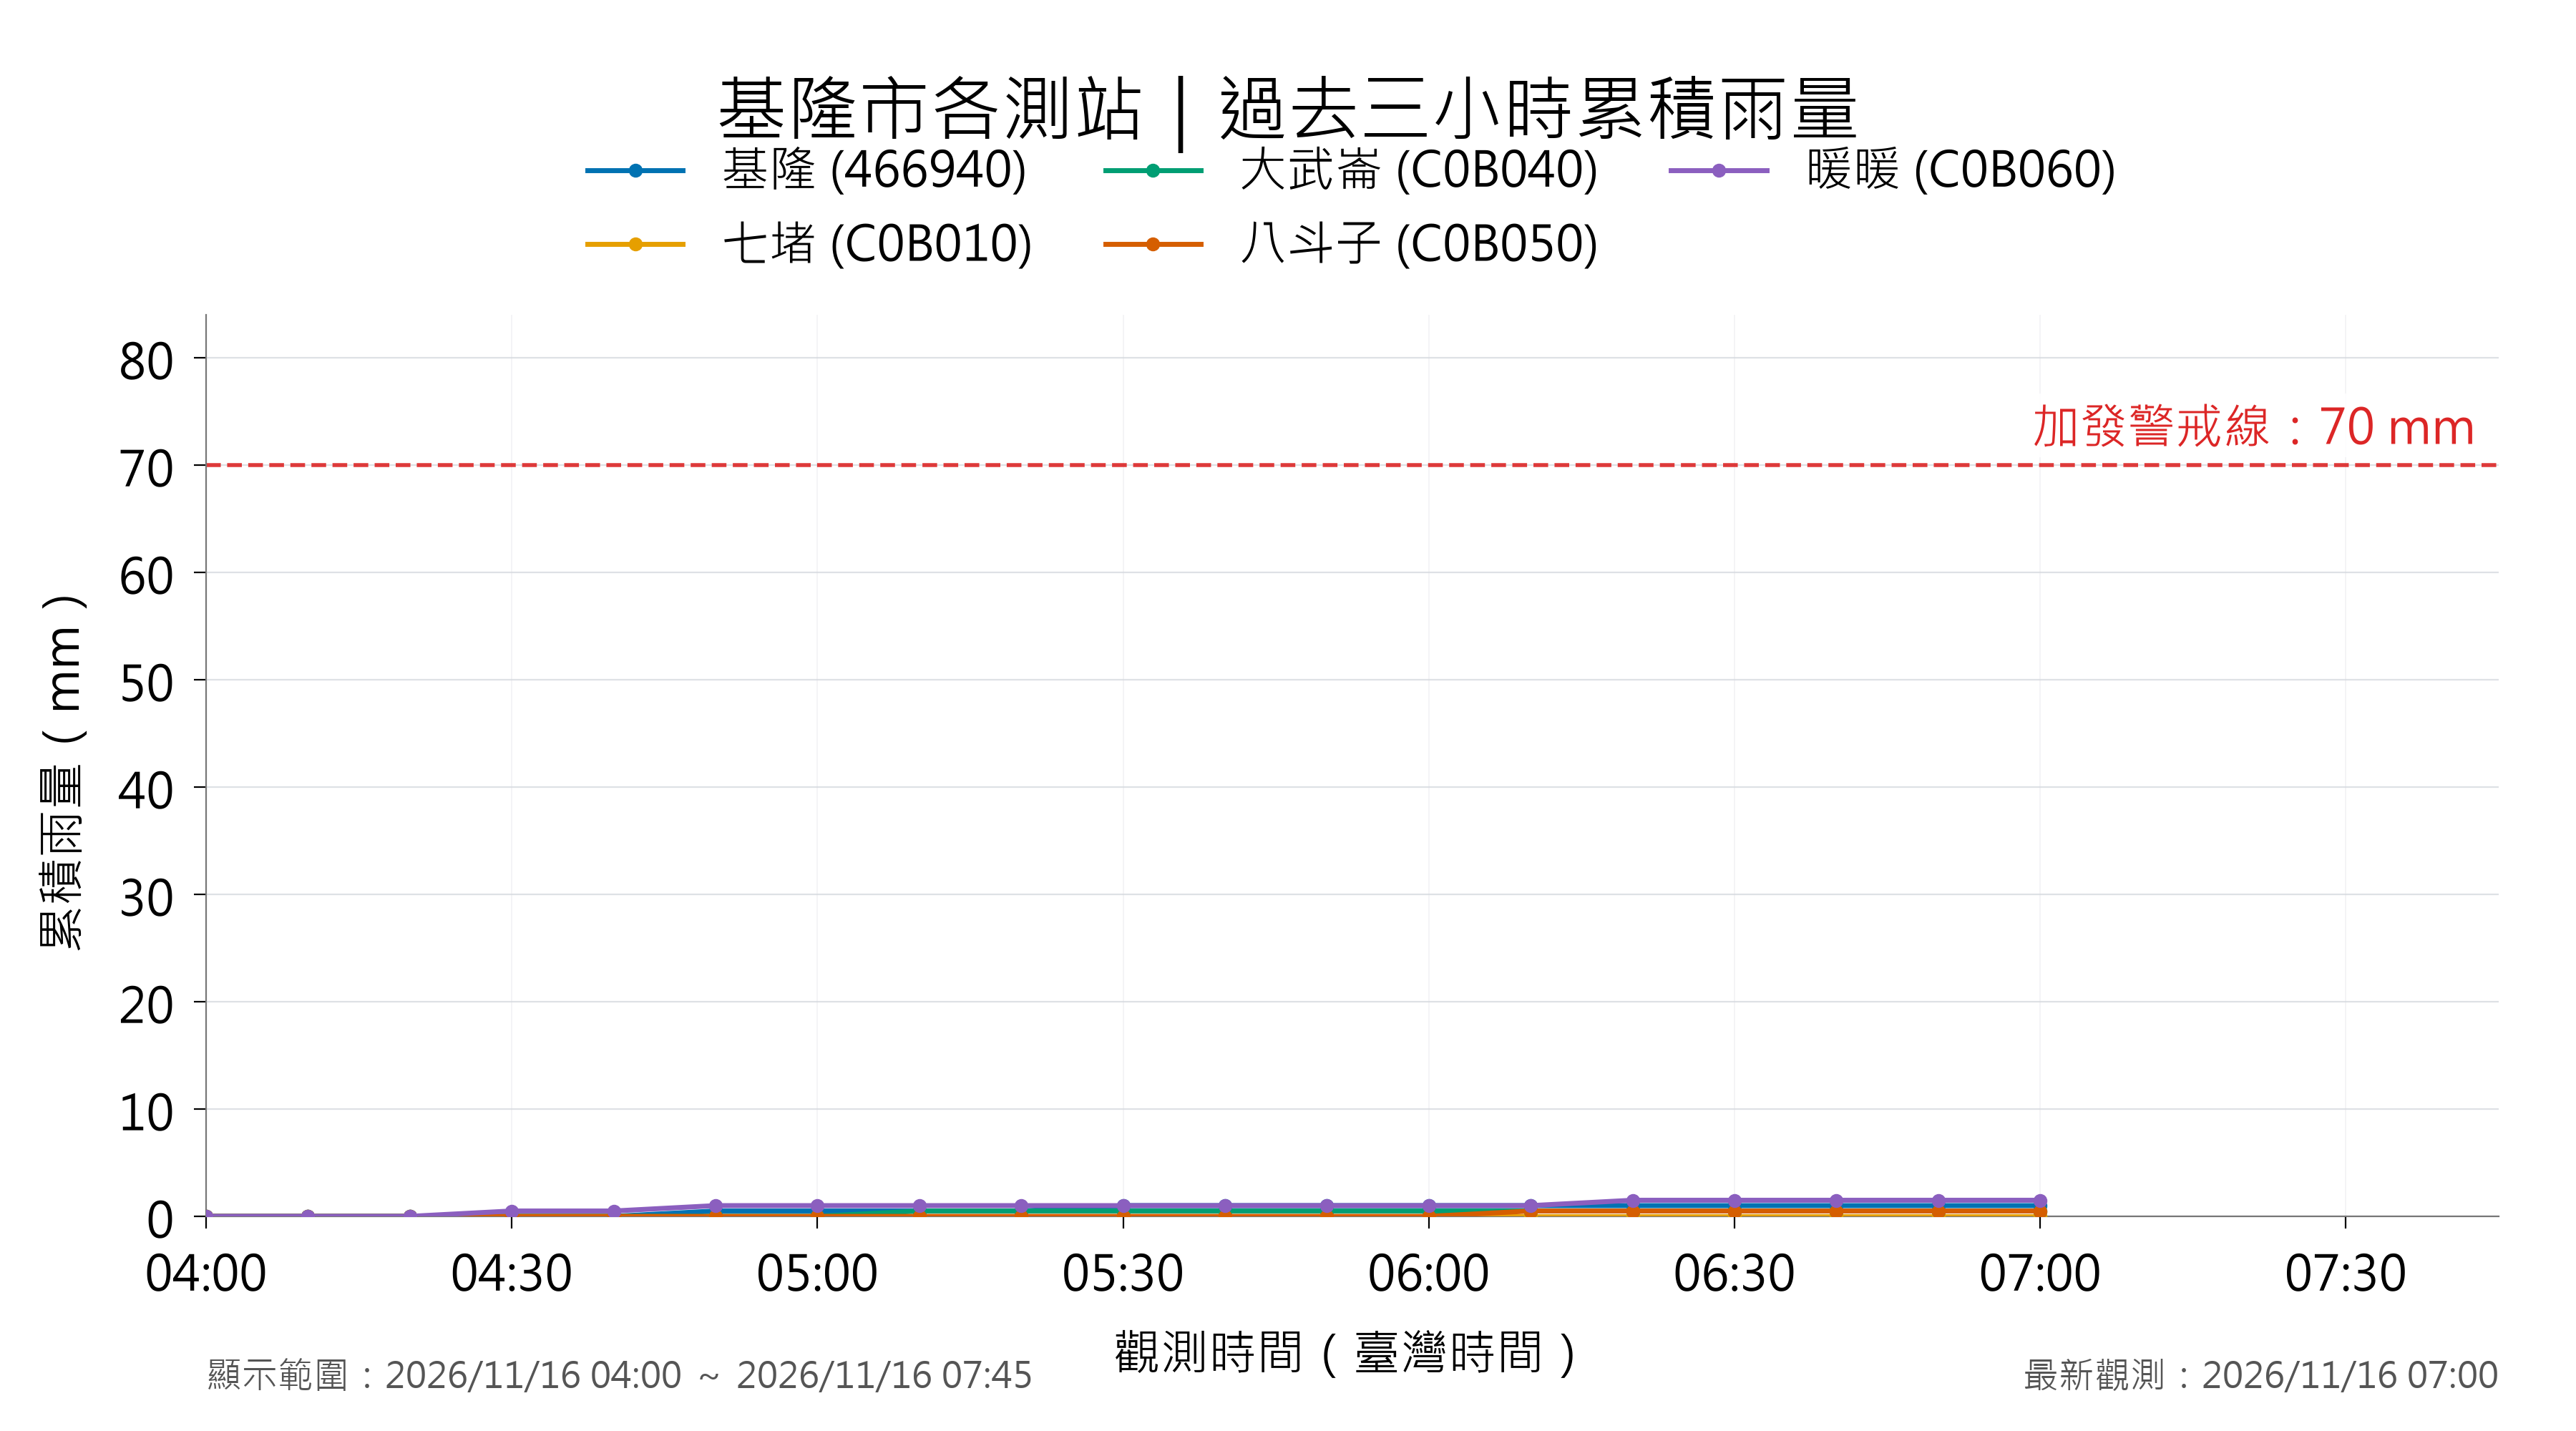 基隆市各測站｜過去三小時累積雨量
基隆 (466940)
七堵 (C0B010)
大武崙 (C0B040)
八斗子 (C0B050)
暖暖 (C0B060)
累積雨量（mm）
80
70
60
50
40
30
20
10
0
加發警戒線：70 mm
04:00
04:30
05:00
05:30
06:00
06:30
07:00
07:30
觀測時間（臺灣時間）
顯示範圍：2026/11/16 04:00 ~ 2026/11/16 07:45
最新觀測：2026/11/16 07:00